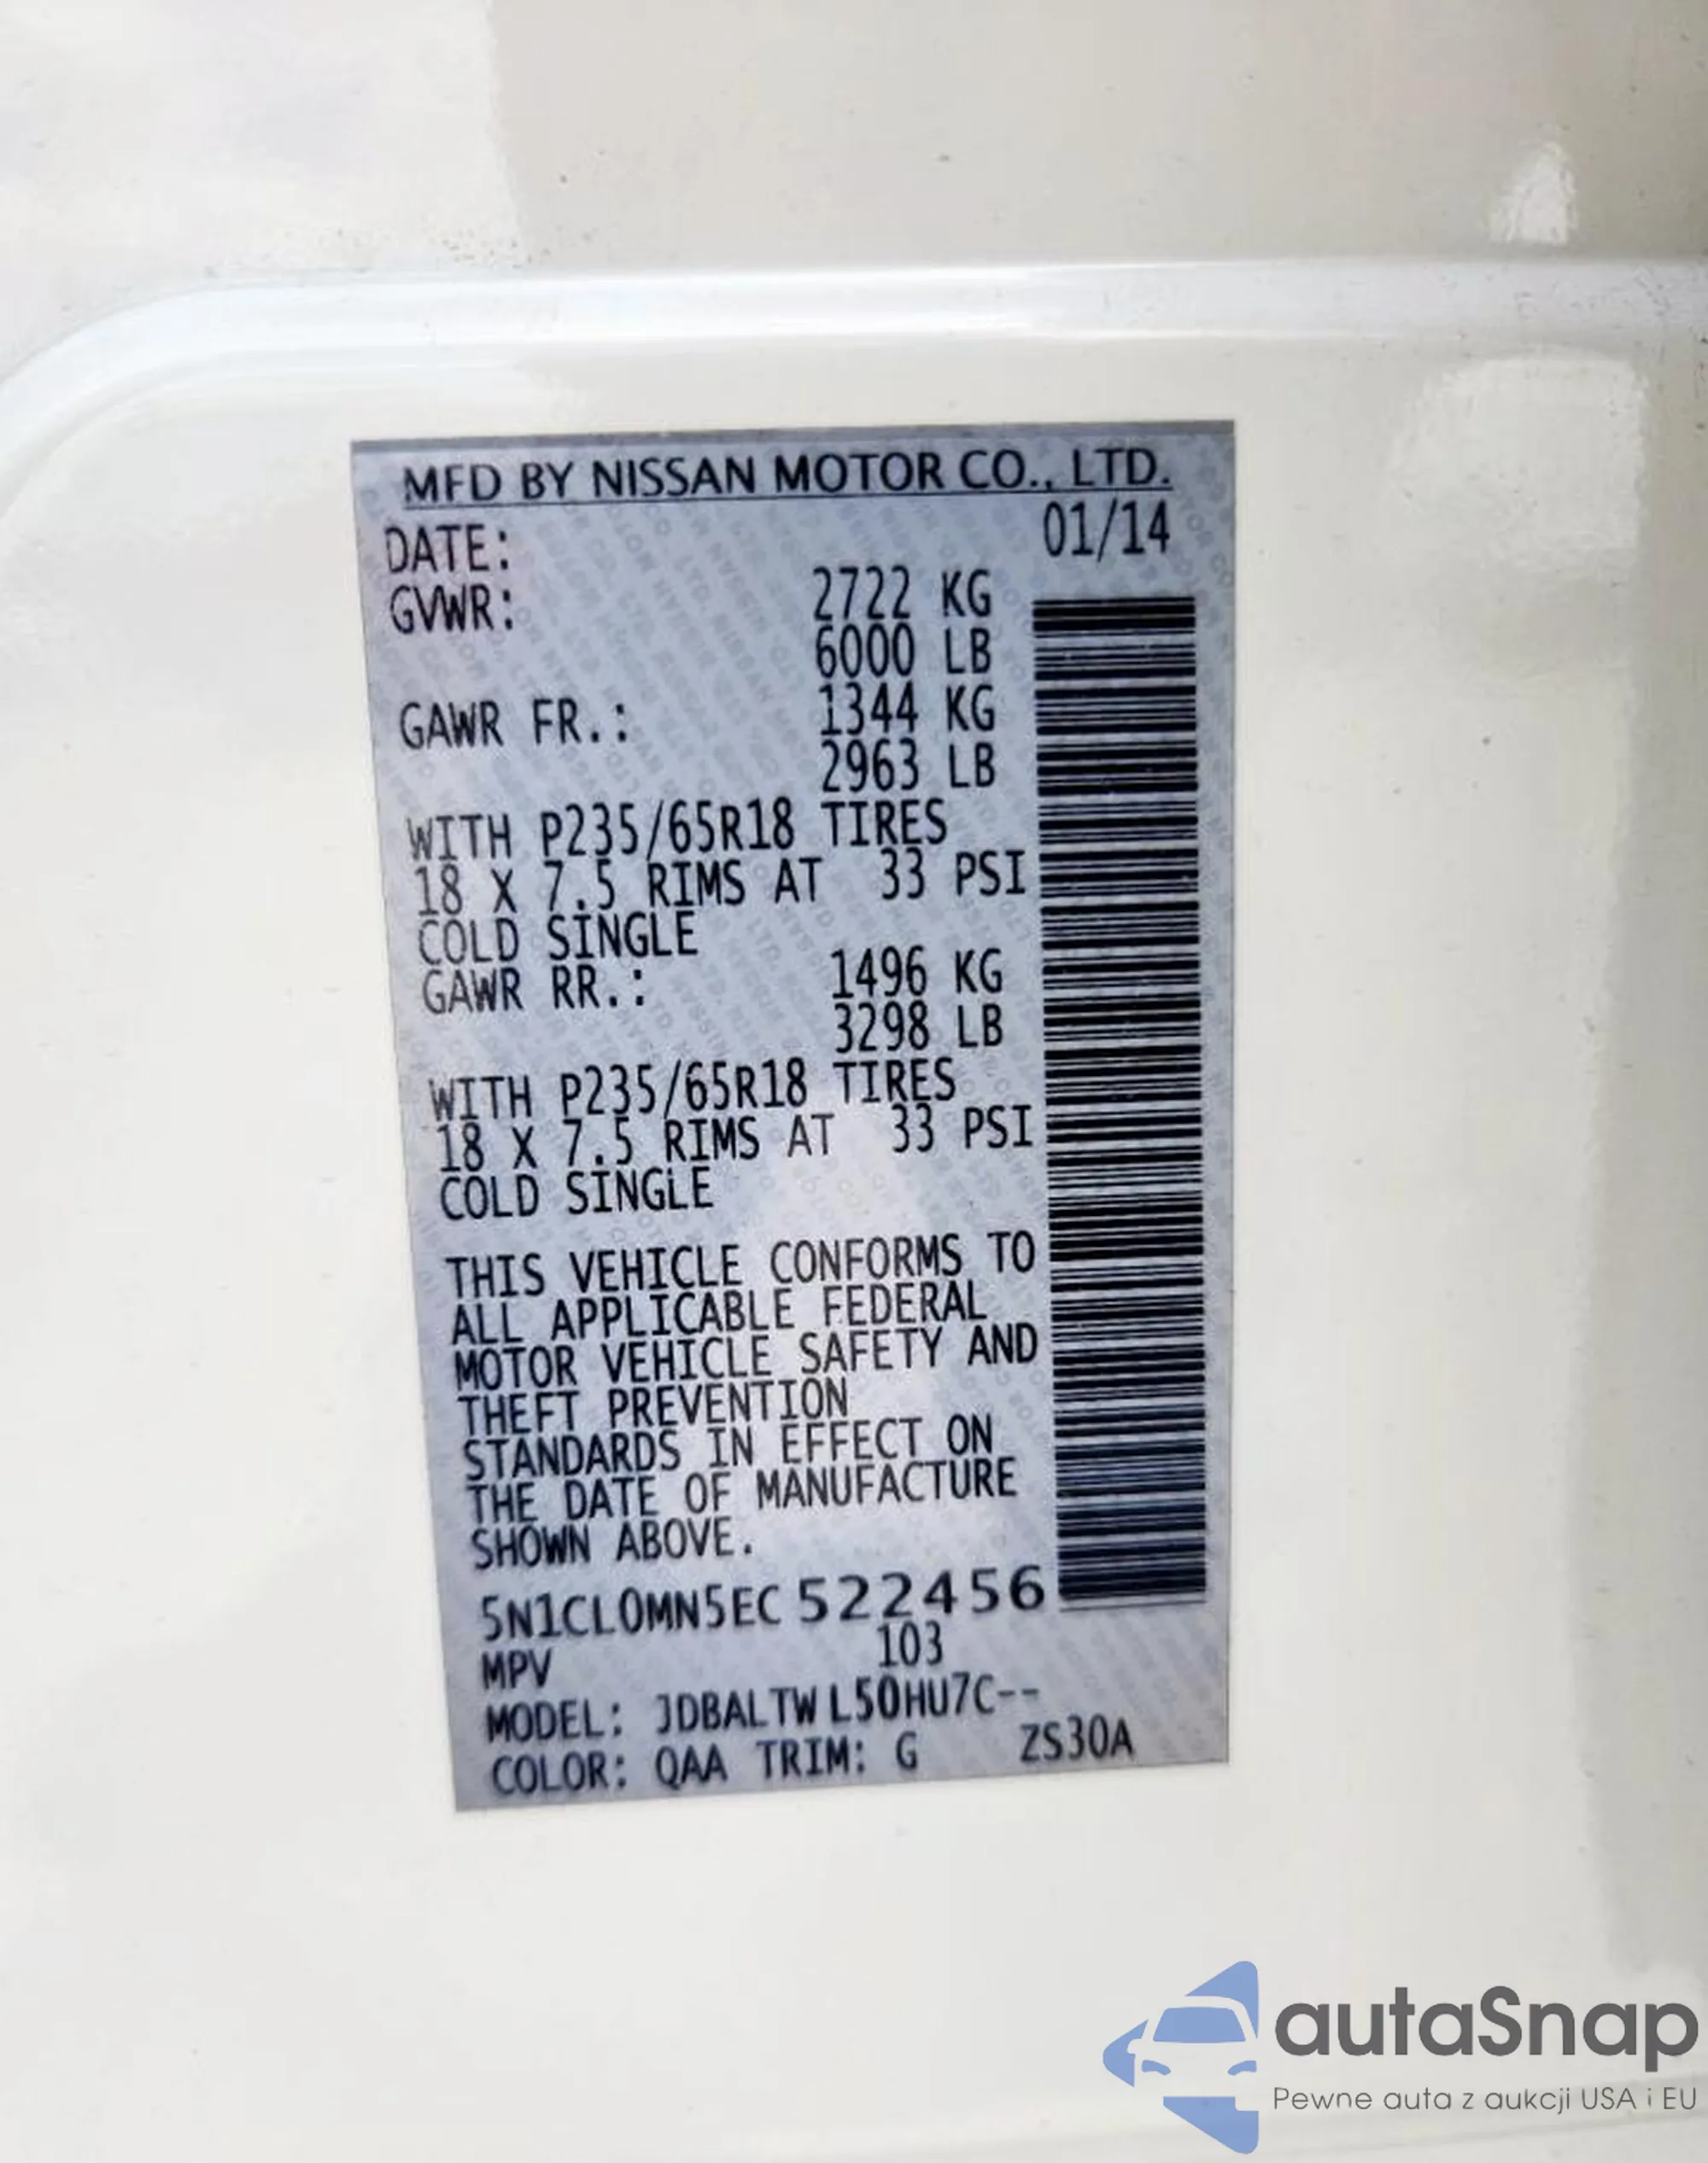 MFD BY NISSAN MOTOR CO., LTD.
DATE: 01/14
GVWR: 2722 KG
6000 LB
GAWR FR.: 1344 KG
2963 LB
WITH P235/65R18 TIRES
18 X 7.5 RIMS AT 33 PSI
COLD SINGLE
GAWR RR.: 1496 KG
3298 LB
WITH P235/65R18 TIRES
18 X 7.5 RIMS AT 33 PSI
COLD SINGLE
THIS VEHICLE CONFORMS TO
ALL APPLICABLE FEDERAL
MOTOR VEHICLE SAFETY AND
THEFT PREVENTION
STANDARDS IN EFFECT ON
THE DATE OF MANUFACTURE
SHOWN ABOVE.
5N1CL0MN5EC522456
MPV 103
MODEL: JDBALTWL50HU7C--
COLOR: QAA TRIM: G ZS30A
autaSnap
Pewne auta z aukcji USA i EU